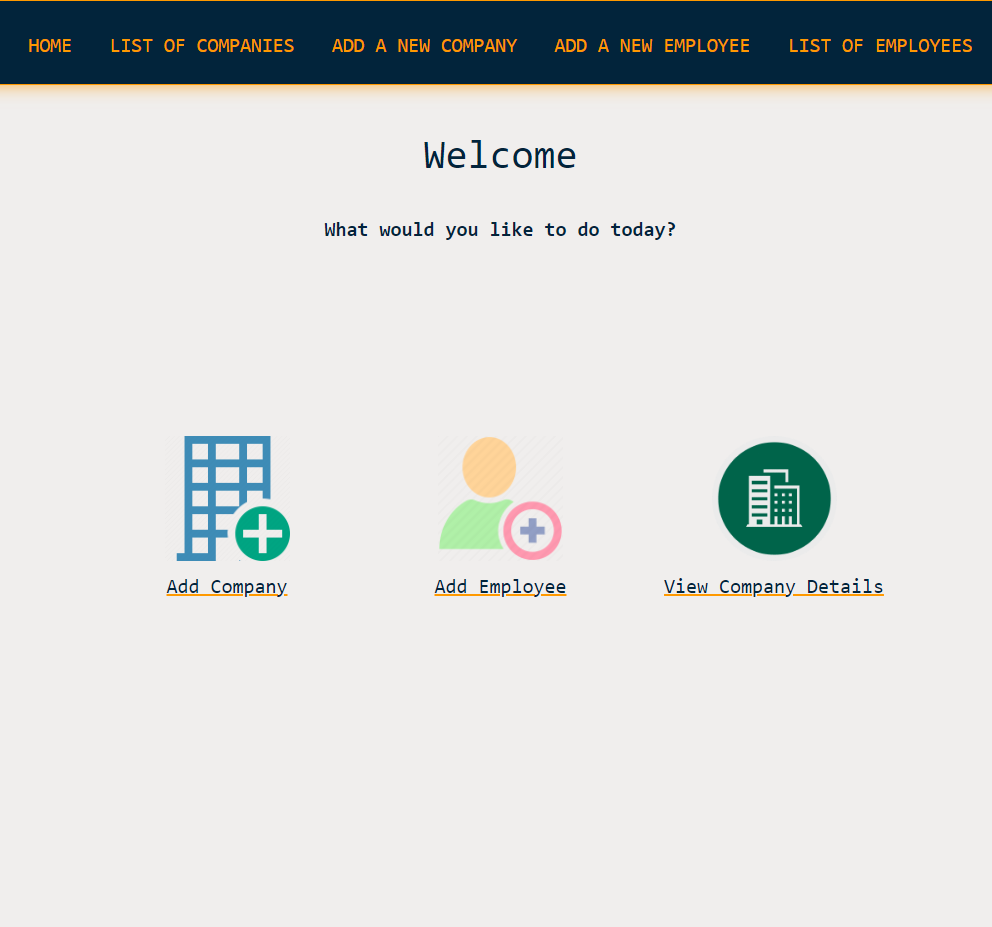 HOME LIST OF COMPANIES ADD A NEW COMPANY ADD A NEW EMPLOYEE LIST OF EMPLOYEES
Welcome
What would you like to do today?
Add Company Add Employee View Company Details